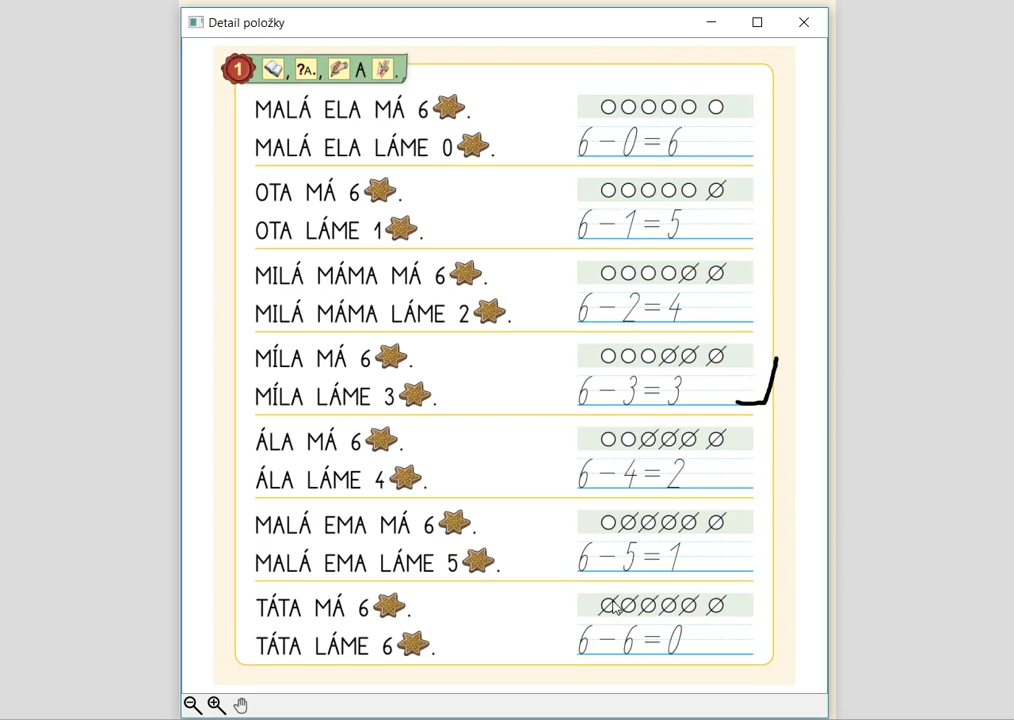 Detail položky
1 , ?A., A .
MALÁ ELA MÁ 6 .
MALÁ ELA LÁME 0 .
6 – 0 = 6
OTA MÁ 6 .
OTA LÁME 1 .
6 – 1 = 5
MILÁ MÁMA MÁ 6 .
MILÁ MÁMA LÁME 2 .
6 – 2 = 4
MÍLA MÁ 6 .
MÍLA LÁME 3 .
6 – 3 = 3
ÁLA MÁ 6 .
ÁLA LÁME 4 .
6 – 4 = 2
MALÁ EMA MÁ 6 .
MALÁ EMA LÁME 5 .
6 – 5 = 1
TÁTA MÁ 6 .
TÁTA LÁME 6 .
6 – 6 = 0